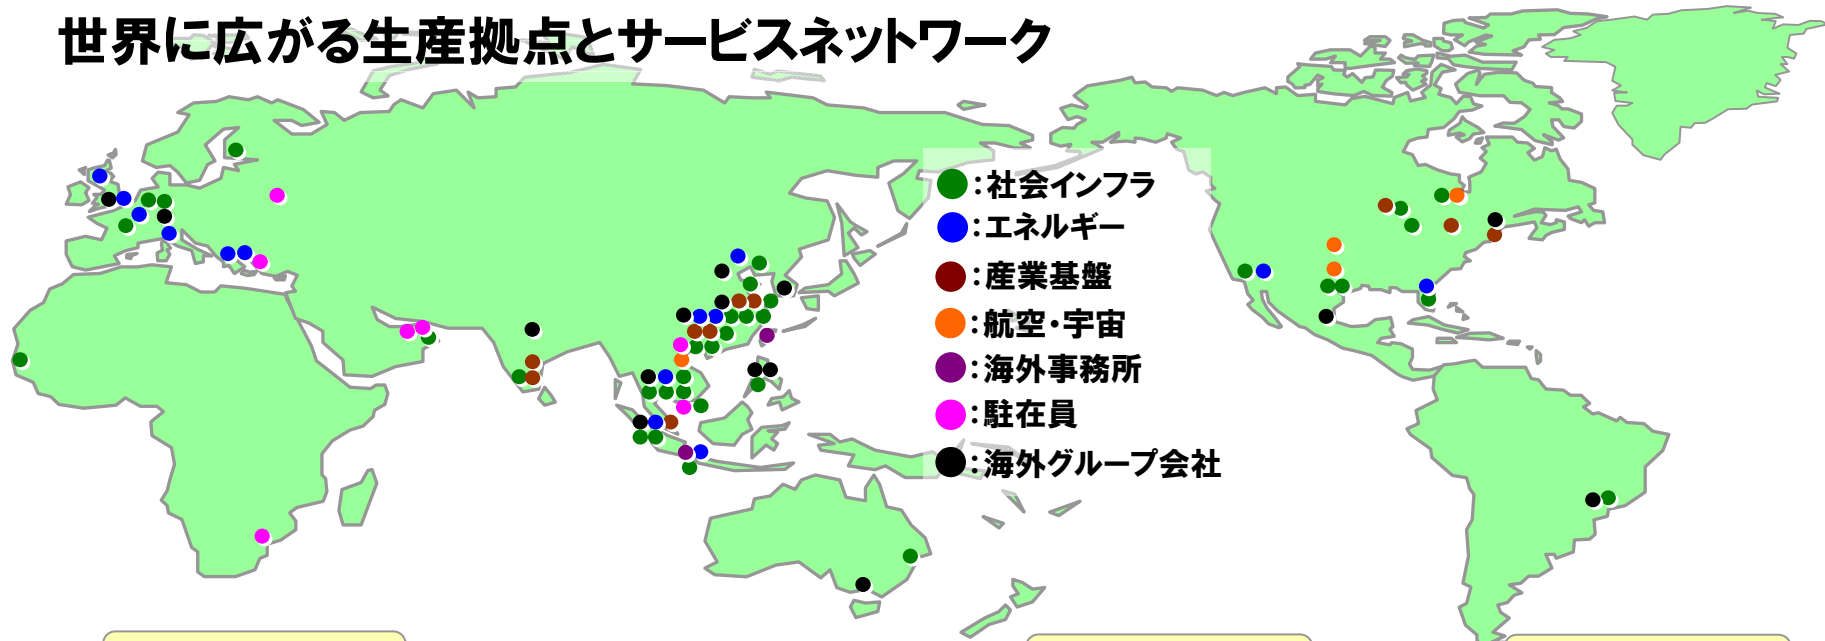 世界に広がる生産拠点とサービスネットワーク
:社会インフラ
:エネルギー
:産業基盤
:航空・宇宙
:海外事務所
:駐在員
:海外グループ会社